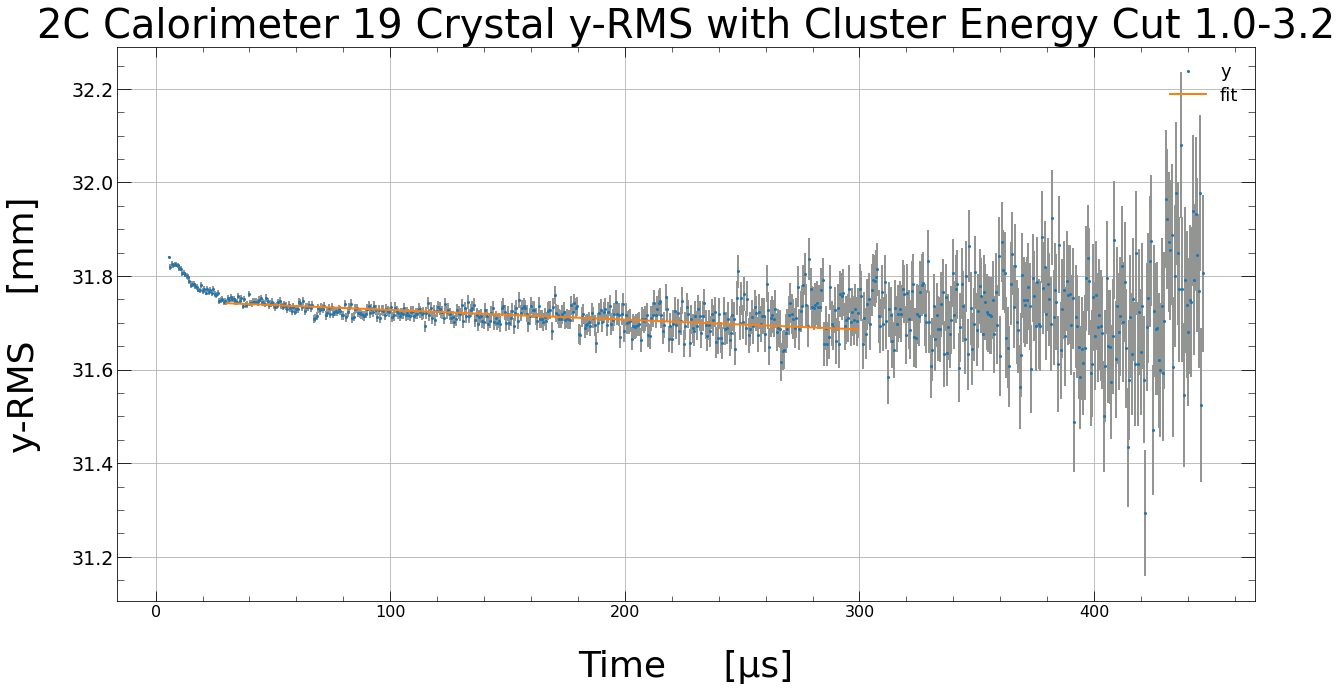 2C Calorimeter 19 Crystal y-RMS with Cluster Energy Cut 1.0-3.2
y
fit
32.2
32.0
31.8
31.6
31.4
31.2
y-RMS [mm]
0 100 200 300 400
Time [μs]